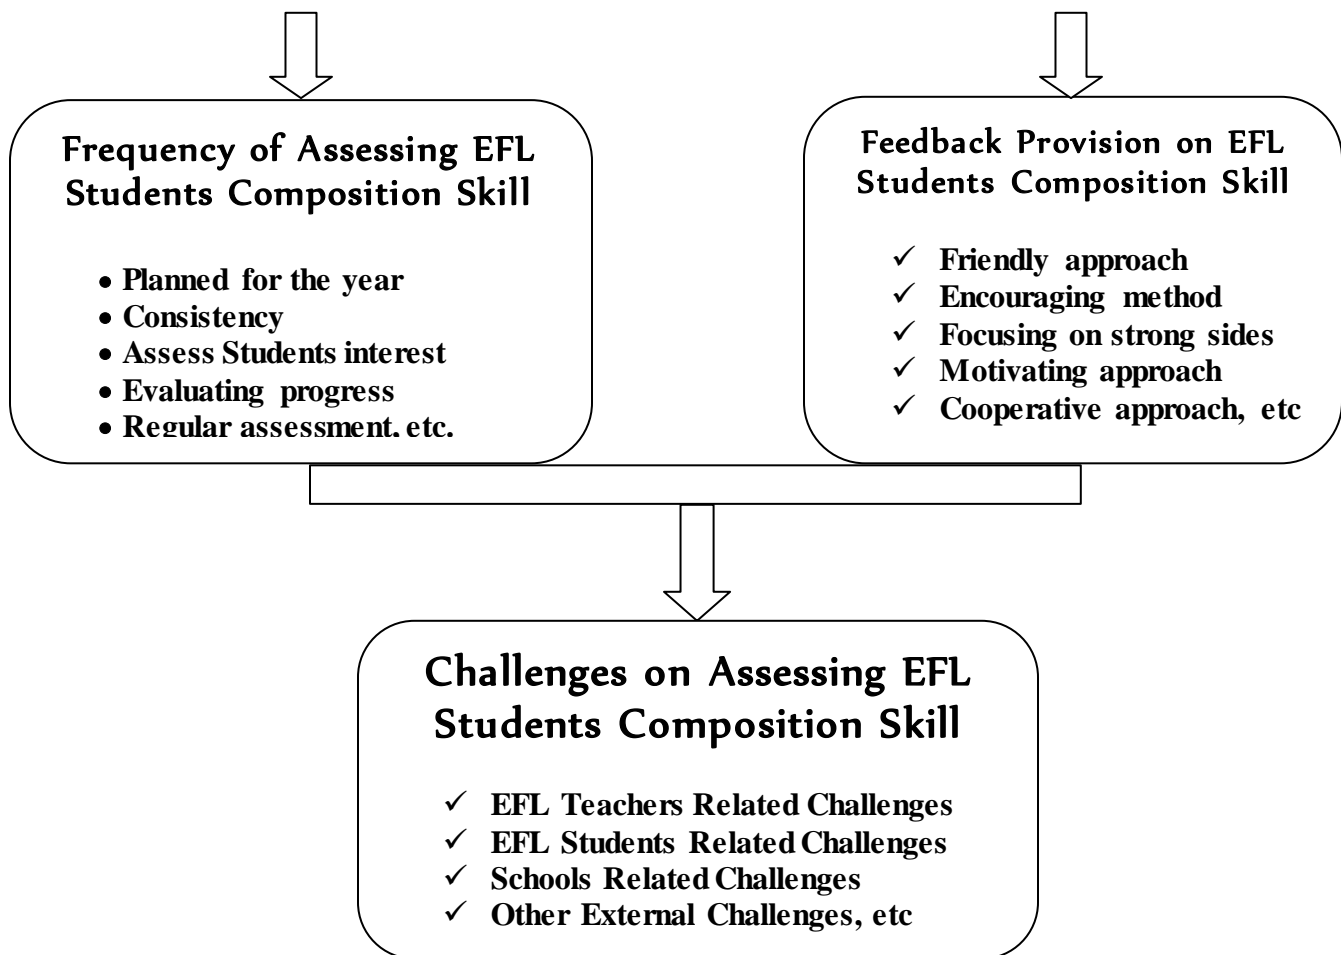 Frequency of Assessing EFL
Students Composition Skill
• Planned for the year
• Consistency
• Assess Students interest
• Evaluating progress
• Regular assessment, etc.
Feedback Provision on EFL
Students Composition Skill
✓ Friendly approach
✓ Encouraging method
✓ Focusing on strong sides
✓ Motivating approach
✓ Cooperative approach, etc
Challenges on Assessing EFL
Students Composition Skill
✓ EFL Teachers Related Challenges
✓ EFL Students Related Challenges
✓ Schools Related Challenges
✓ Other External Challenges, etc